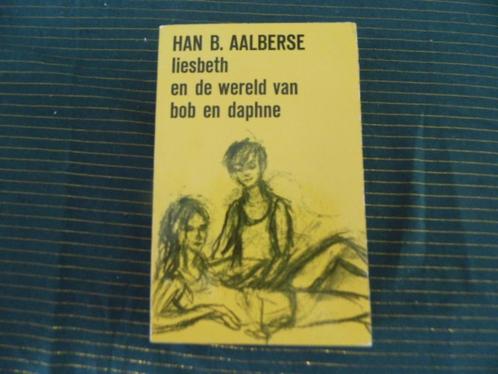 HAN B. AALBERSE
liesbeth
en de wereld van
bob en daphne